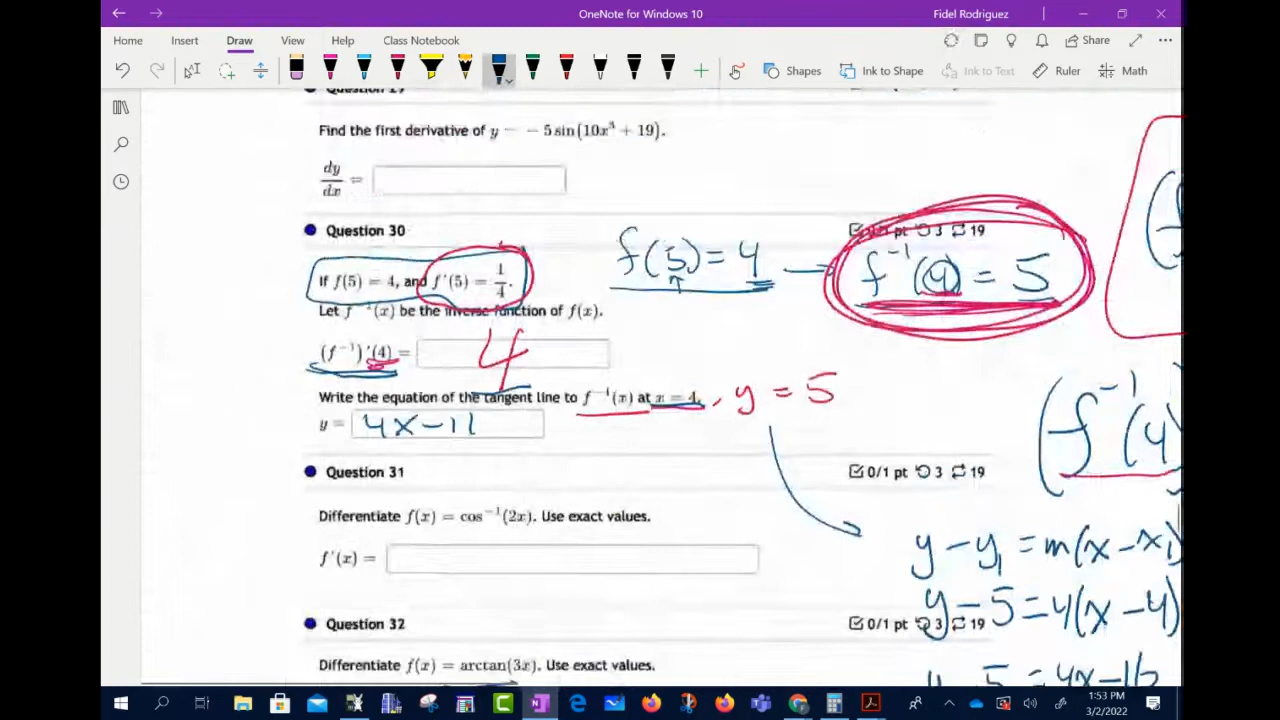 OneNote for Windows 10
Fidel Rodriguez
Home Insert Draw View Help Class Notebook
Share
Shapes Ink to Shape Ink to Text Ruler Math
Find the first derivative of y = − 5 sin(10x³ + 19).
dy/dx =
Question 30
3 19
If f(5) = 4, and f'(5) = 1/4.
f(5) = 4 → f⁻¹(4) = 5
Let f⁻¹(x) be the inverse function of f(x).
(f⁻¹)'(4) = 4
Write the equation of the tangent line to f⁻¹(x) at x = 4. , y = 5
y = 4x-11
(f⁻¹(4)
Question 31
0/1 pt 3 19
Differentiate f(x) = cos⁻¹(2x). Use exact values.
f'(x) =
y - y₁ = m(x - x₁)
y - 5 = 4(x - 4)
Question 32
0/1 pt 3 19
Differentiate f(x) = arctan(3x). Use exact values.
1:53 PM
3/2/2022